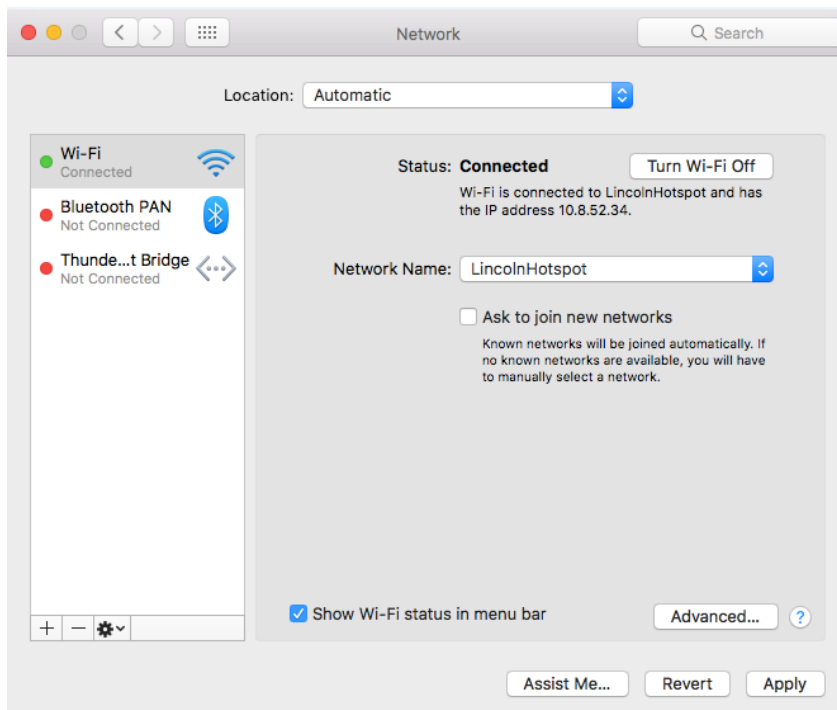 Network
Search
Location: Automatic
Wi-Fi
Connected
Bluetooth PAN
Not Connected
Thunde...t Bridge
Not Connected
Status: Connected
Turn Wi-Fi Off
Wi-Fi is connected to LincolnHotspot and has
the IP address 10.8.52.34.
Network Name: LincolnHotspot
Ask to join new networks
Known networks will be joined automatically. If
no known networks are available, you will have
to manually select a network.
Show Wi-Fi status in menu bar
Advanced...
?
Assist Me...
Revert
Apply